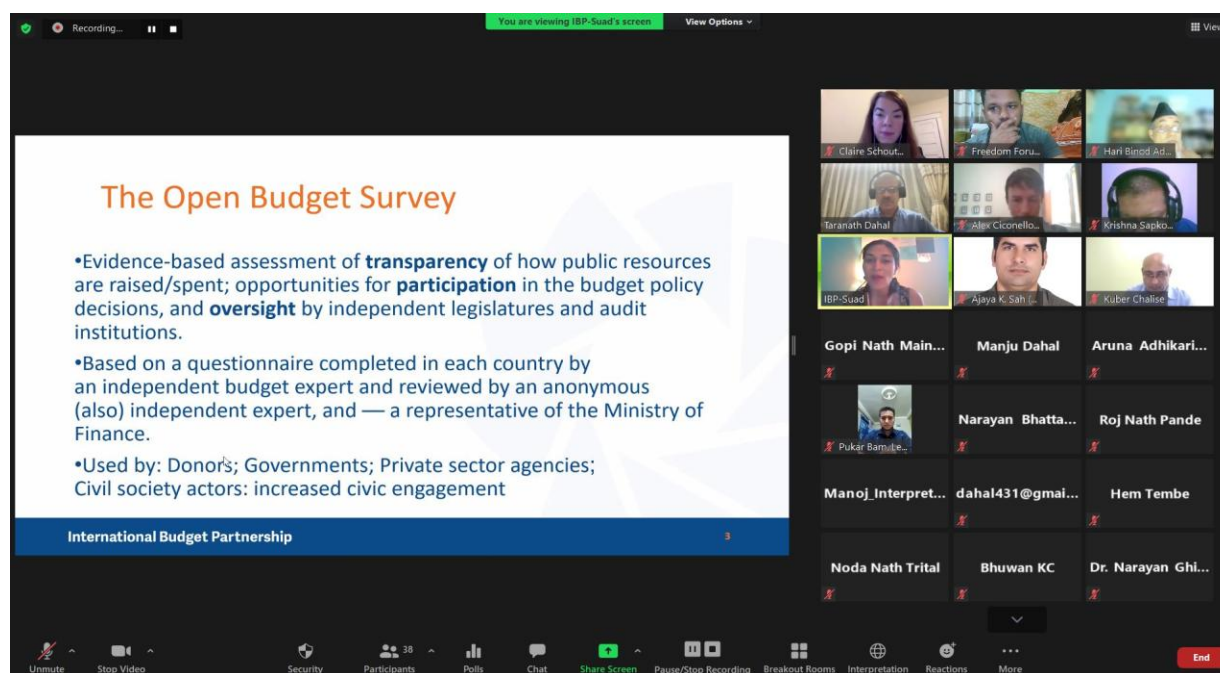 Recording...
You are viewing IBP-Suad's screen
View Options
View
The Open Budget Survey
•Evidence-based assessment of transparency of how public resources
are raised/spent; opportunities for participation in the budget policy
decisions, and oversight by independent legislatures and audit
institutions.
•Based on a questionnaire completed in each country by
an independent budget expert and reviewed by an anonymous
(also) independent expert, and — a representative of the Ministry of
Finance.
•Used by: Donors; Governments; Private sector agencies;
Civil society actors: increased civic engagement
International Budget Partnership
3
Claire Schout...
Freedom Foru...
Hari Binod Ad...
Taranath Dahal
Alex Ciconello...
Krishna Sapko...
IBP-Suad
Ajaya K. Sah (...
Kuber Chalise
Gopi Nath Main...
Manju Dahal
Aruna Adhikari...
Pukar Bam, Le...
Narayan Bhatta...
Roj Nath Pande
Manoj_Interpret...
dahal431@gmai...
Hem Tembe
Noda Nath Trital
Bhuwan KC
Dr. Narayan Ghi...
Unmute
Stop Video
Security
38
Participants
Polls
Chat
Share Screen
Pause/Stop Recording
Breakout Rooms
Interpretation
Reactions
More
End